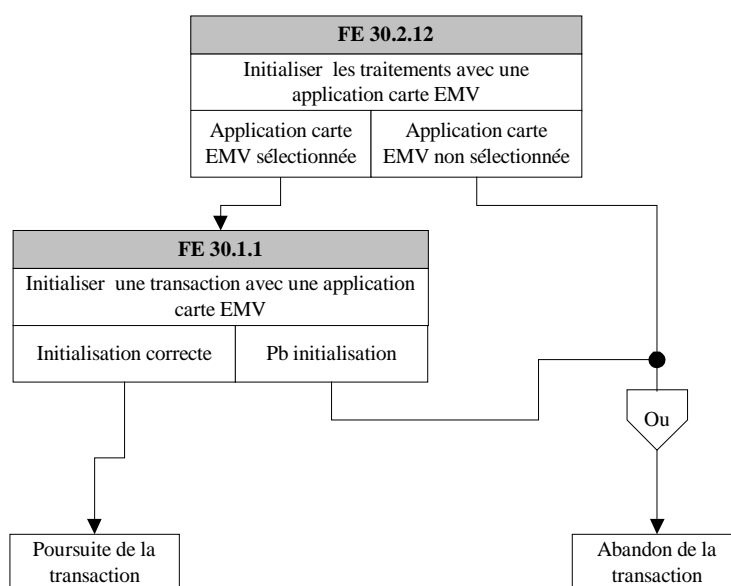 FE 30.2.12
Initialiser les traitements avec une
application carte EMV
Application carte
EMV sélectionnée
Application carte
EMV non sélectionnée
FE 30.1.1
Initialiser une transaction avec une application
carte EMV
Initialisation correcte
Pb initialisation
Ou
Poursuite de la
transaction
Abandon de la
transaction